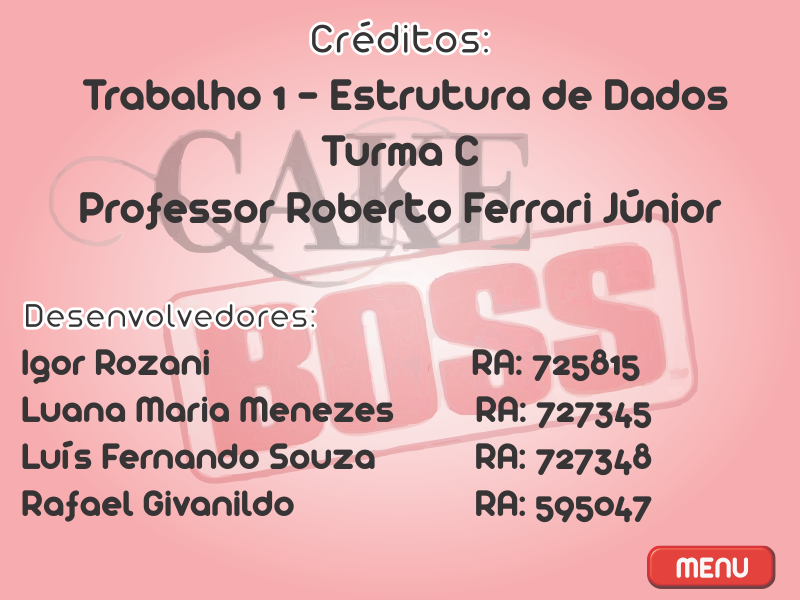 Créditos:
Trabalho 1 - Estrutura de Dados
Turma C
Professor Roberto Ferrari Júnior
CAKE
BOSS
Desenvolvedores:
Igor Rozani RA: 725815
Luana Maria Menezes RA: 727345
Luís Fernando Souza RA: 727348
Rafael Givanildo RA: 595047
MENU